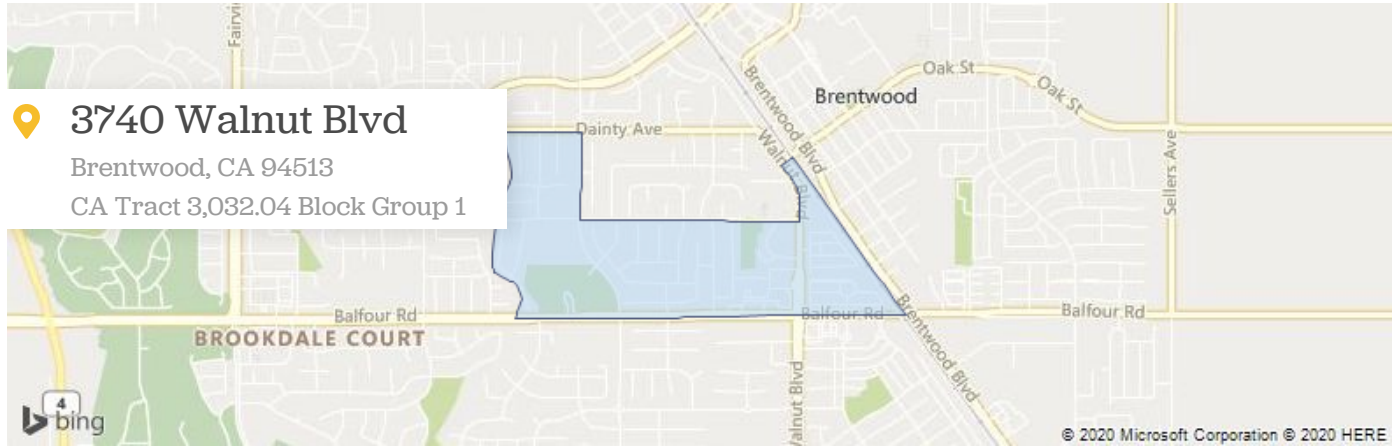 Fairvi
Oak St
Oak St
Brentwood Blvd
Brentwood
3740 Walnut Blvd
Brentwood, CA 94513
CA Tract 3,032.04 Block Group 1
Dainty Ave
Walnut Blvd
Sellers Ave
Balfour Rd
Balfour Rd
Balfour Rd
BROOKDALE COURT
Brentwood Blvd
Walnut Blvd
4
bing
© 2020 Microsoft Corporation © 2020 HERE